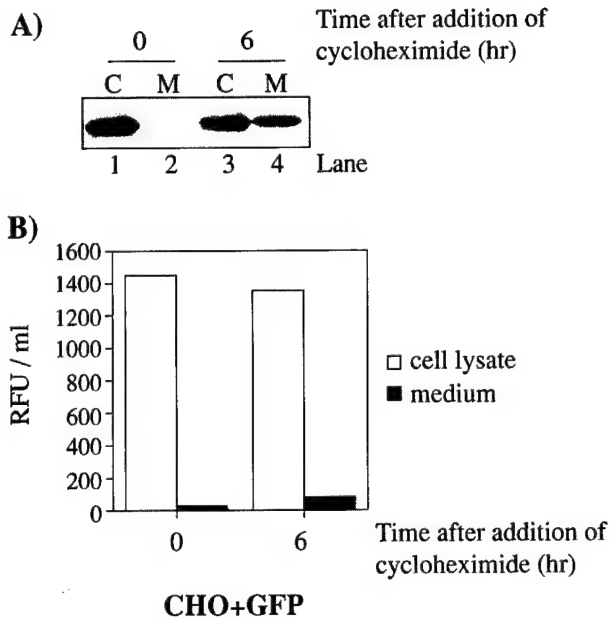 A)
Time after addition of
cycloheximide (hr)
0 6
C M C M
1 2 3 4 Lane
B)
1600
1400
1200
1000
800
600
400
200
0
RFU / ml
cell lysate
medium
0 6
Time after addition of
cycloheximide (hr)
CHO+GFP